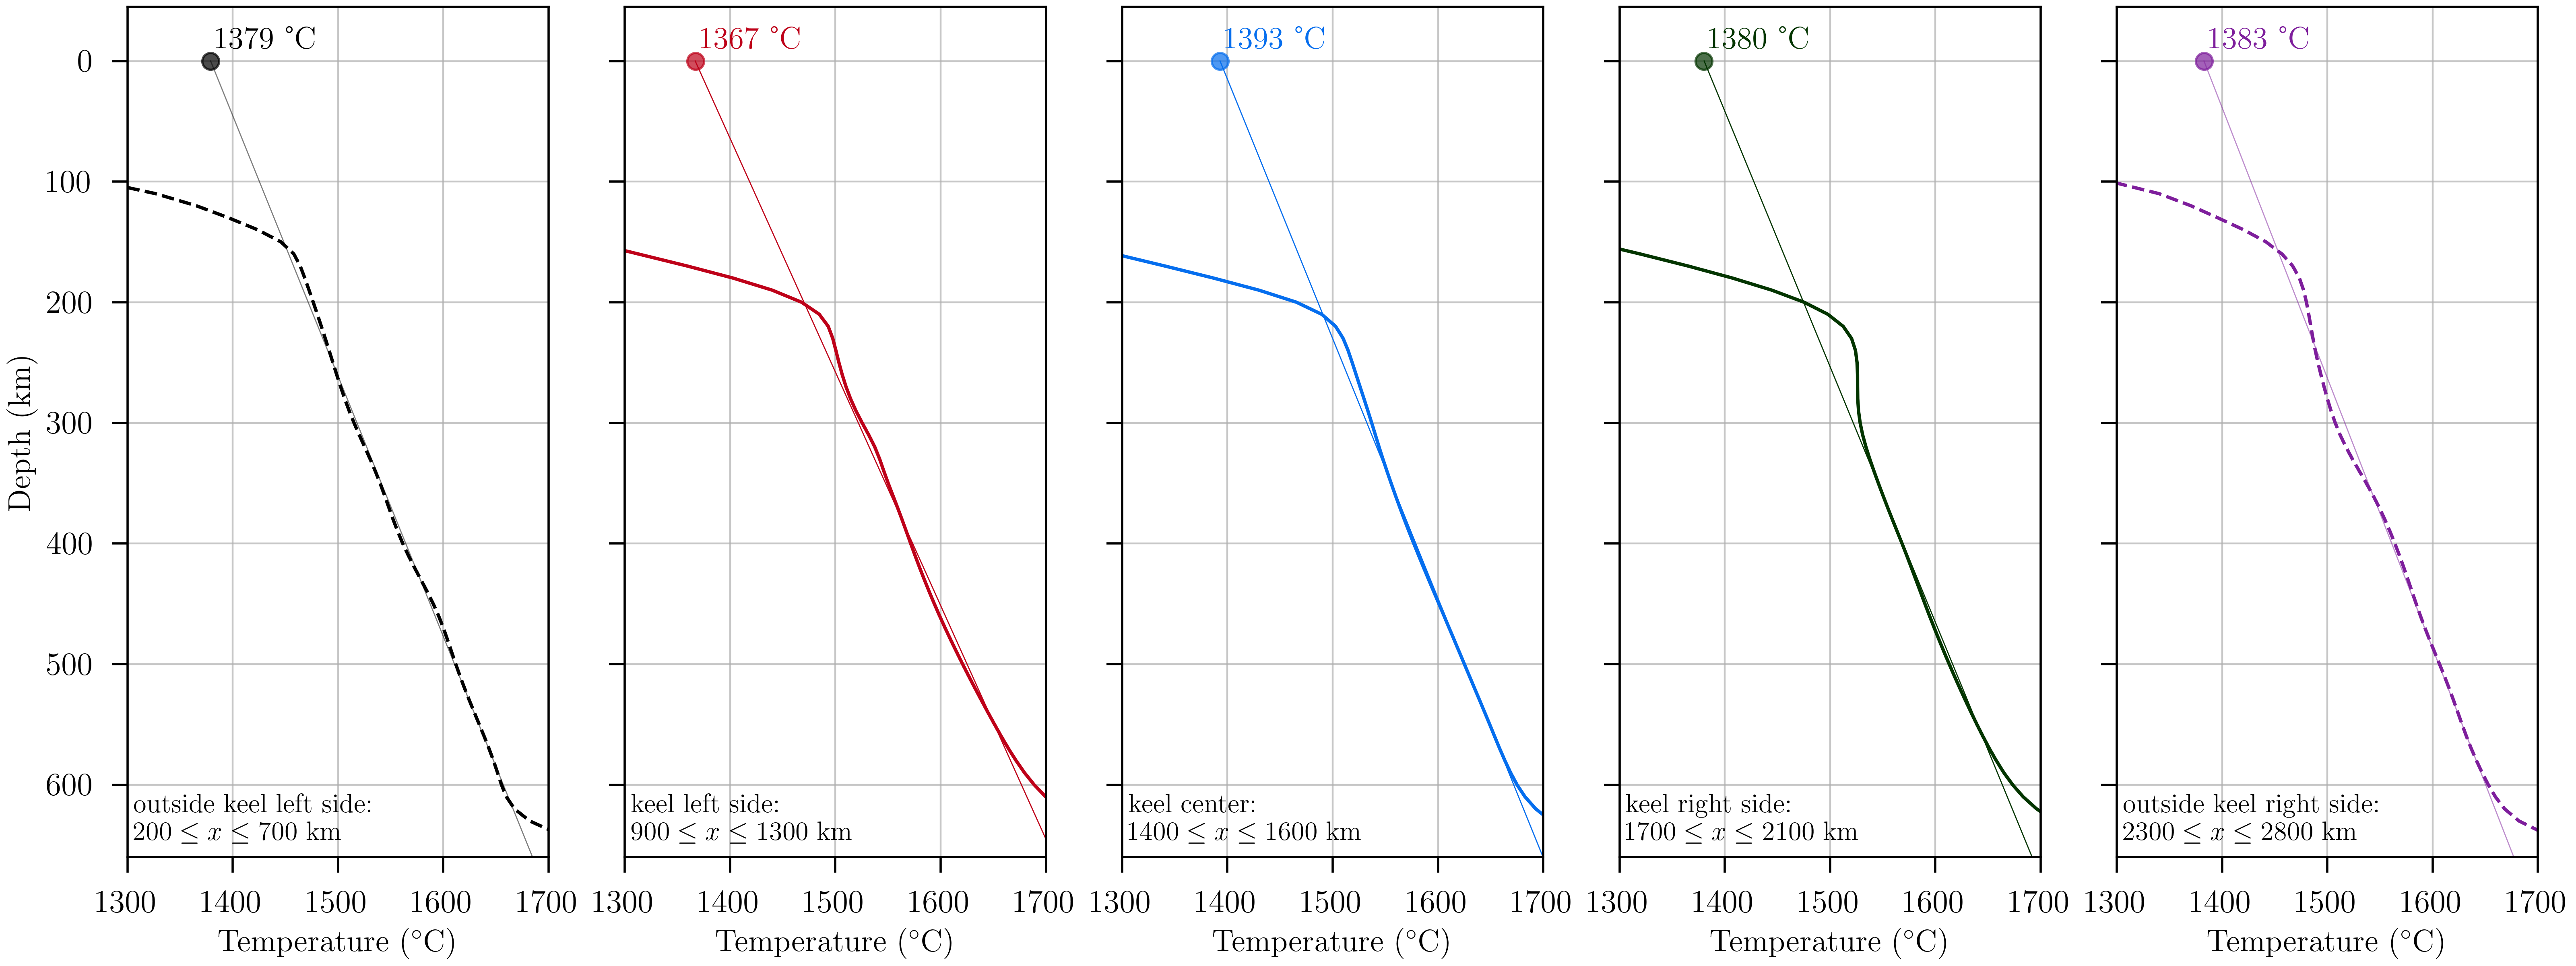 1379 °C
1367 °C
1393 °C
1380 °C
1383 °C
Depth (km)
0
100
200
300
400
500
600
outside keel left side:
200 ≤ x ≤ 700 km
keel left side:
900 ≤ x ≤ 1300 km
keel center:
1400 ≤ x ≤ 1600 km
keel right side:
1700 ≤ x ≤ 2100 km
outside keel right side:
2300 ≤ x ≤ 2800 km
1300 1400 1500 1600 1700
1300 1400 1500 1600 1700
1300 1400 1500 1600 1700
1300 1400 1500 1600 1700
1300 1400 1500 1600 1700
Temperature (°C)
Temperature (°C)
Temperature (°C)
Temperature (°C)
Temperature (°C)